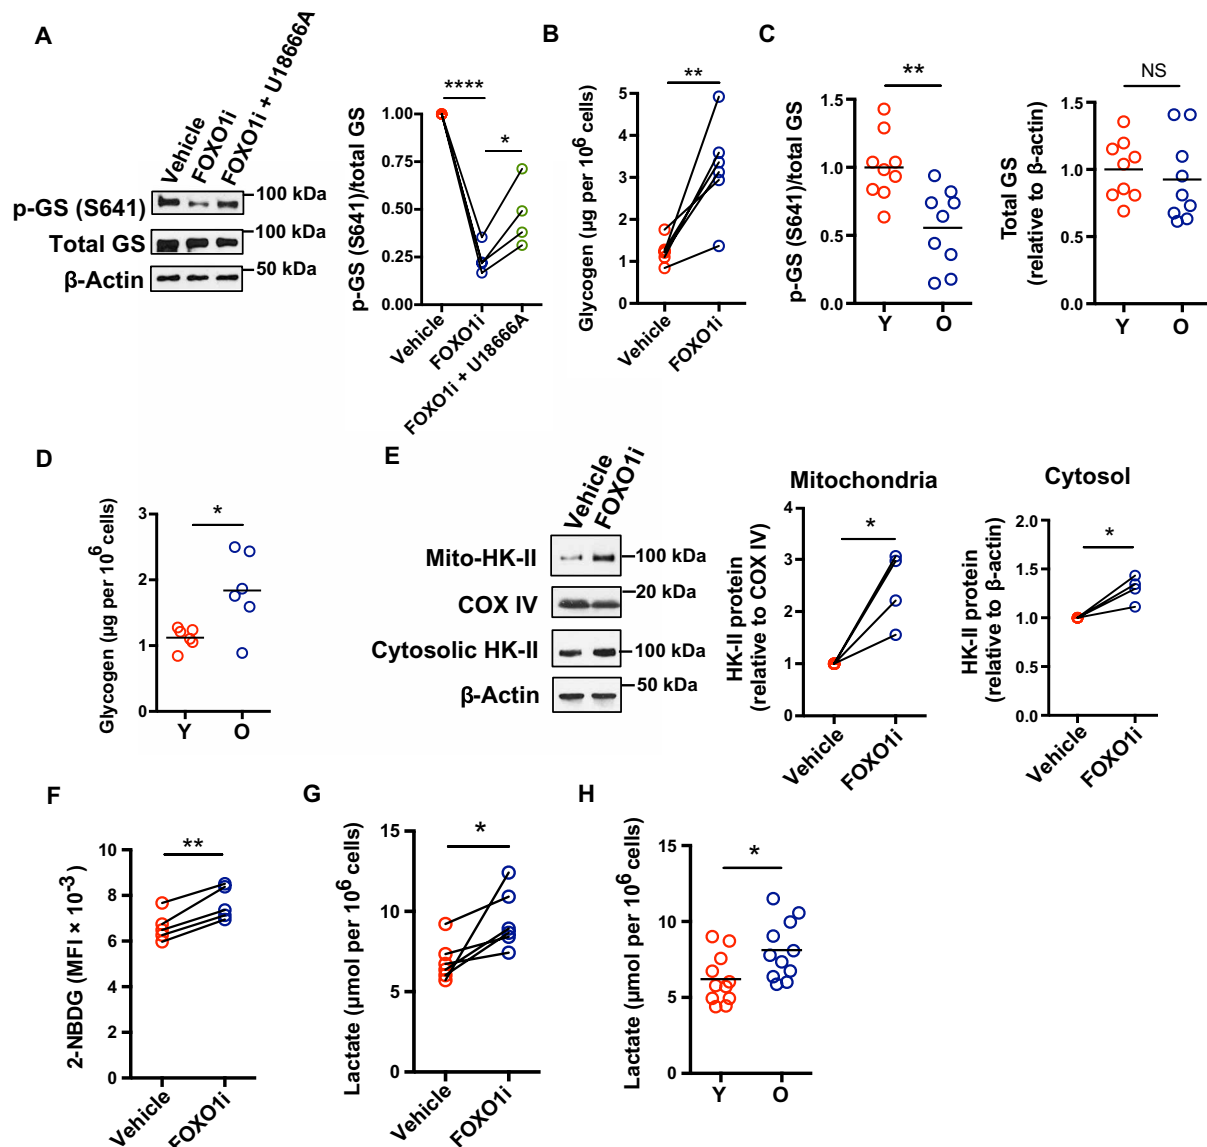 A
Vehicle
FOXO1i
FOXO1i + U18666A
p-GS (S641)
100 kDa
Total GS
100 kDa
β-Actin
50 kDa
p-GS (S641)/total GS
1.00
0.75
0.50
0.25
0.00
****
*
Vehicle
FOXO1i
FOXO1i + U18666A
B
Glycogen (µg per 10⁶ cells)
5
4
3
2
1
0
**
Vehicle
FOXO1i
C
p-GS (S641)/total GS
1.5
1.0
0.5
0.0
**
Y
O
Total GS
(relative to β-actin)
1.5
1.0
0.5
0.0
NS
Y
O
D
Glycogen (µg per 10⁶ cells)
3
2
1
0
*
Y
O
E
Vehicle
FOXO1i
Mito-HK-II
100 kDa
COX IV
20 kDa
Cytosolic HK-II
100 kDa
β-Actin
50 kDa
Mitochondria
HK-II protein
(relative to COX IV)
4
3
2
1
0
*
Vehicle
FOXO1i
Cytosol
HK-II protein
(relative to β-actin)
2.0
1.5
1.0
0.5
0.0
*
Vehicle
FOXO1i
F
2-NBDG (MFI × 10⁻³)
10
8
6
4
2
0
**
Vehicle
FOXO1i
G
Lactate (µmol per 10⁶ cells)
15
10
5
0
*
Vehicle
FOXO1i
H
Lactate (µmol per 10⁶ cells)
15
10
5
0
*
Y
O